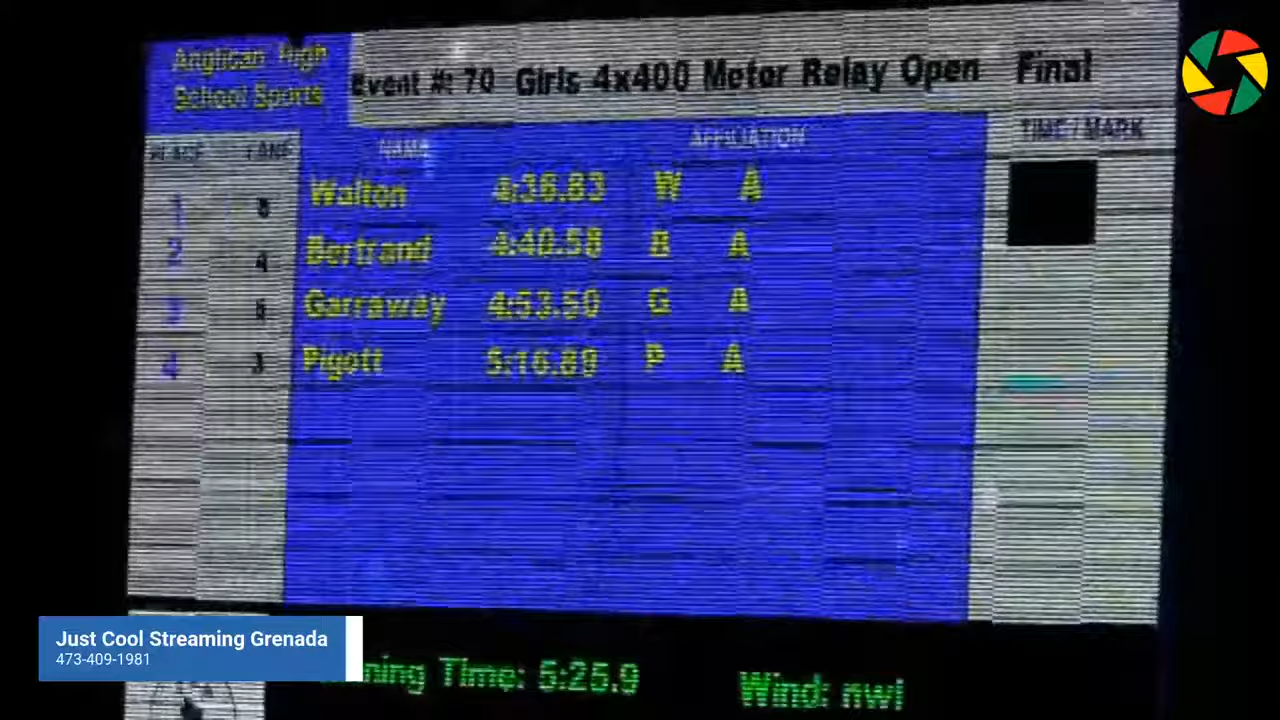 Anglican High
School Sports
Event #: 70 Girls 4x400 Meter Relay Open Final
PLACE LANE NAME AFFILIATION TIME / MARK
1 Walton 4:36.83 W A
2 4 Bertrand 4:40.58 B A
3 Garraway 4:53.50 G A
4 3 Pigott 5:16.89 P A
Just Cool Streaming Grenada
473-409-1981
Time: 5:25.9 Wind: nwi